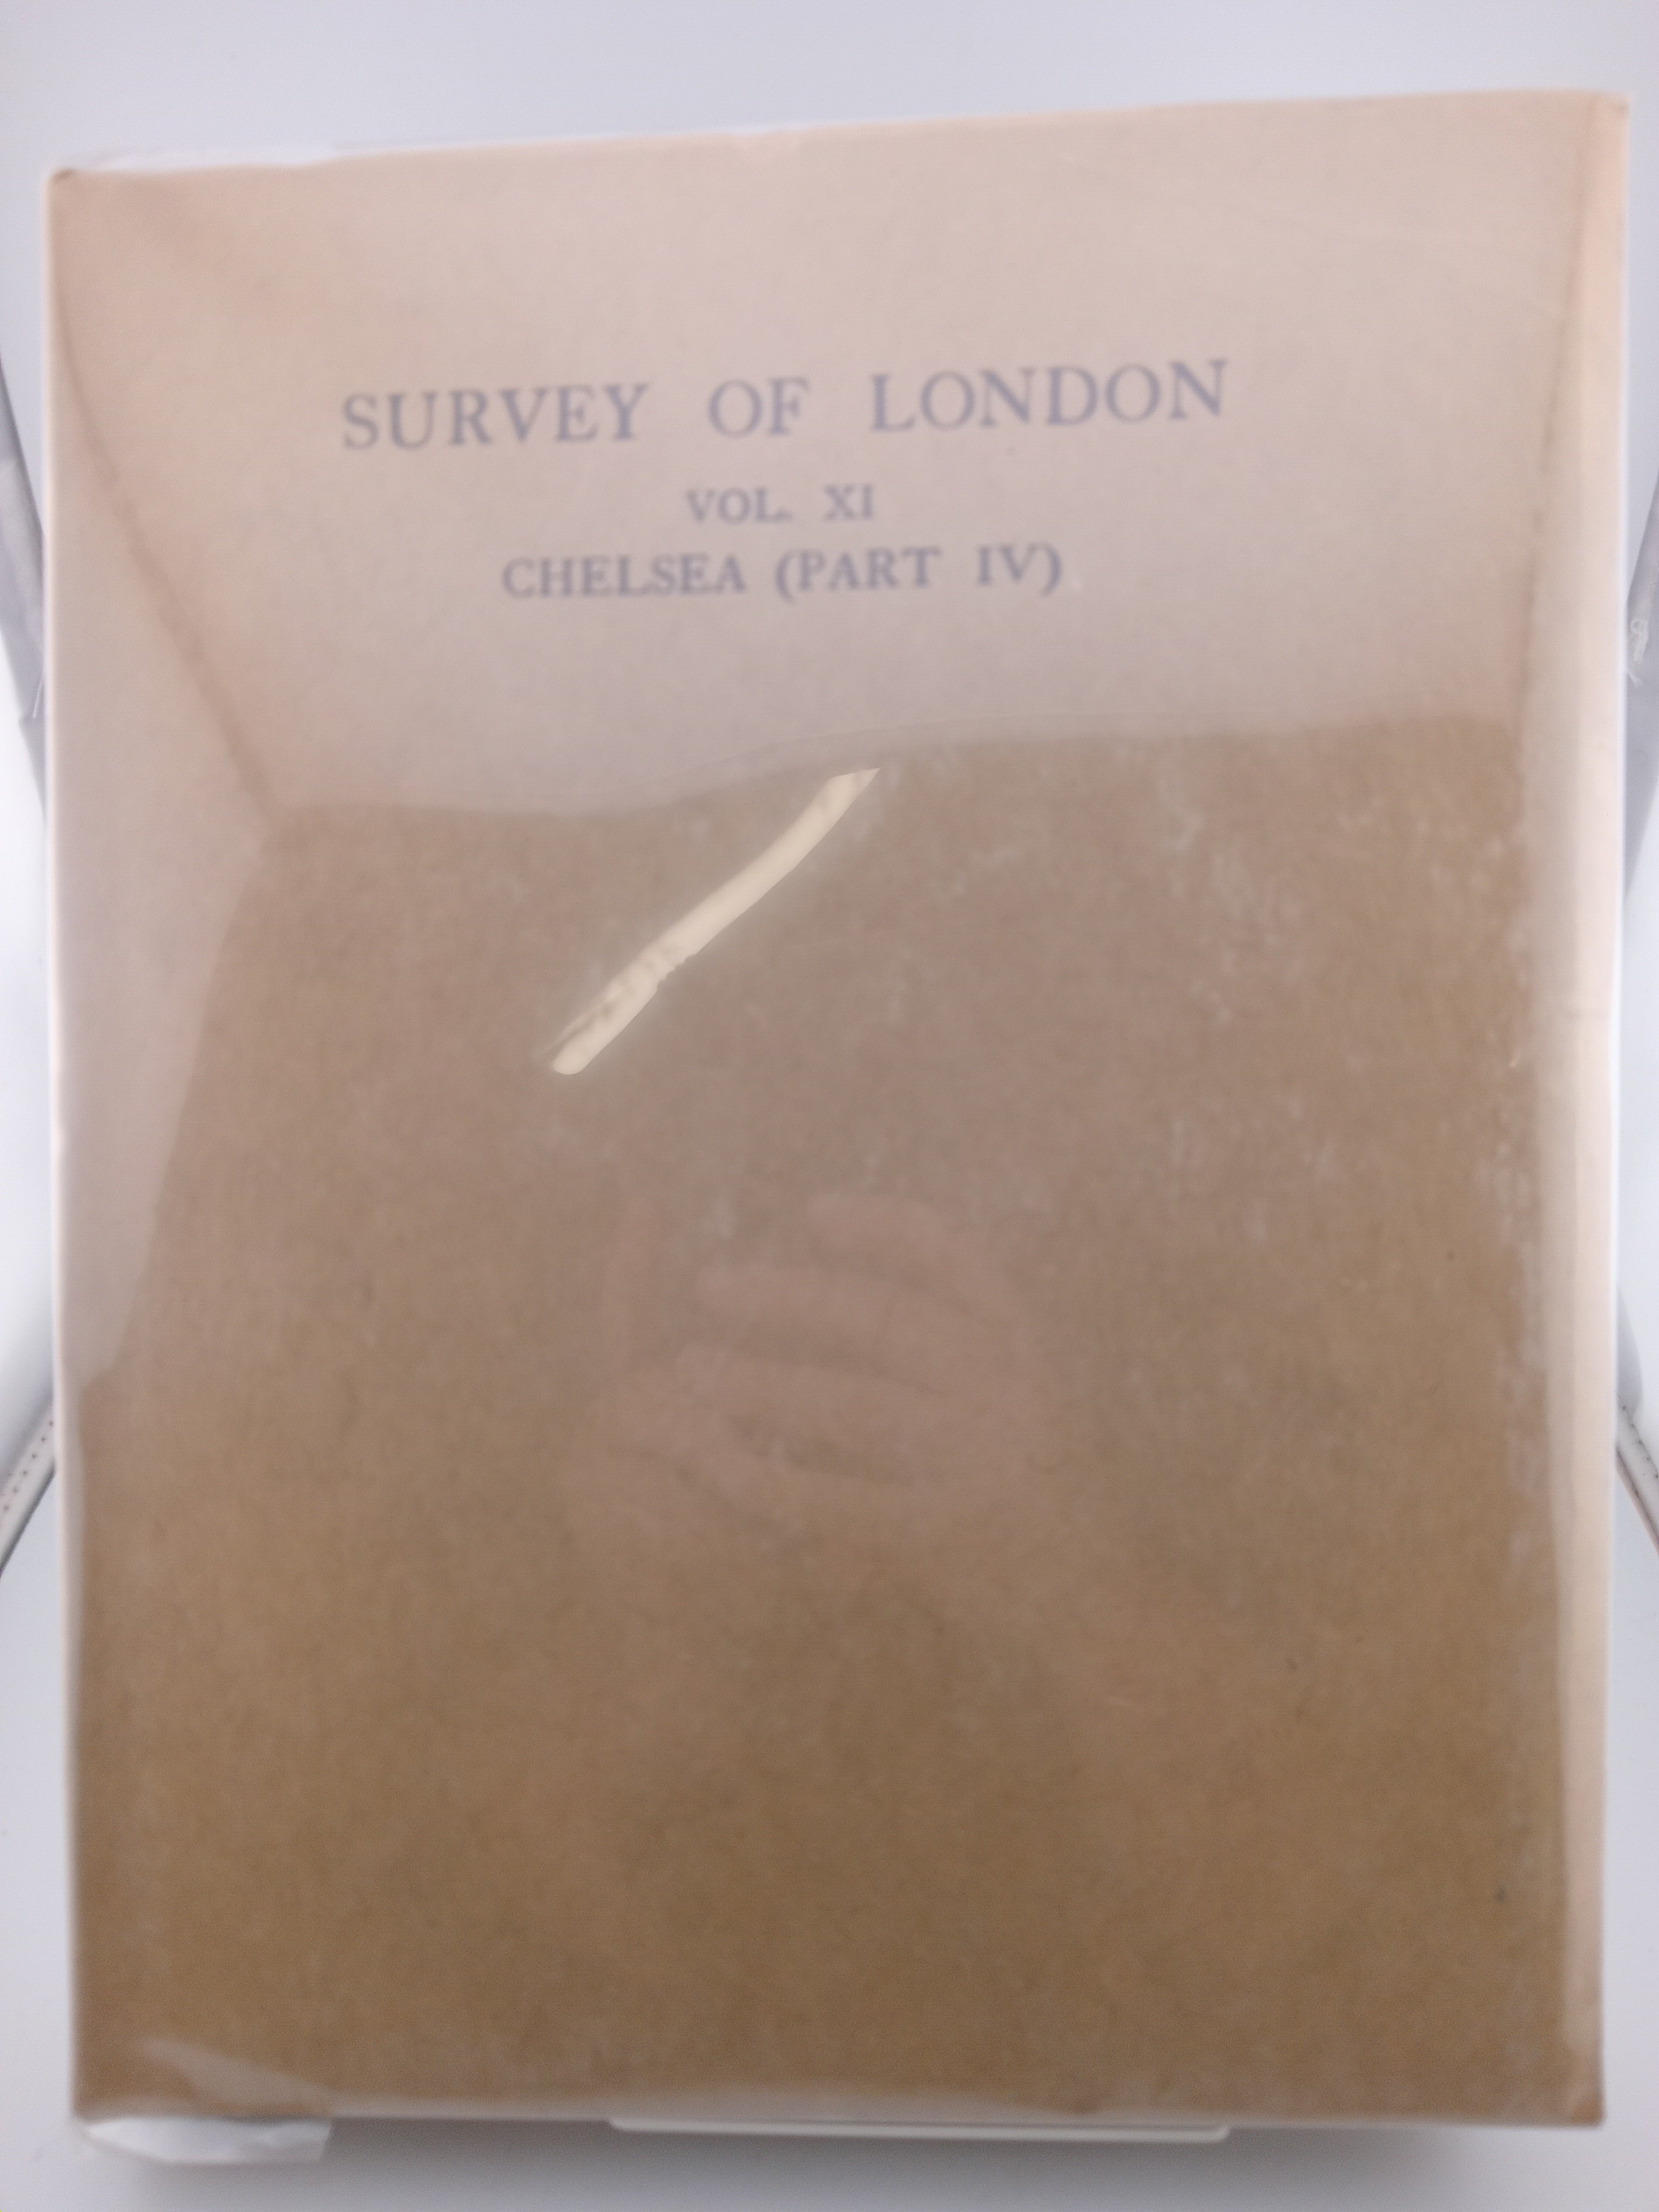 SURVEY OF LONDON
VOL. XI
CHELSEA (PART IV)